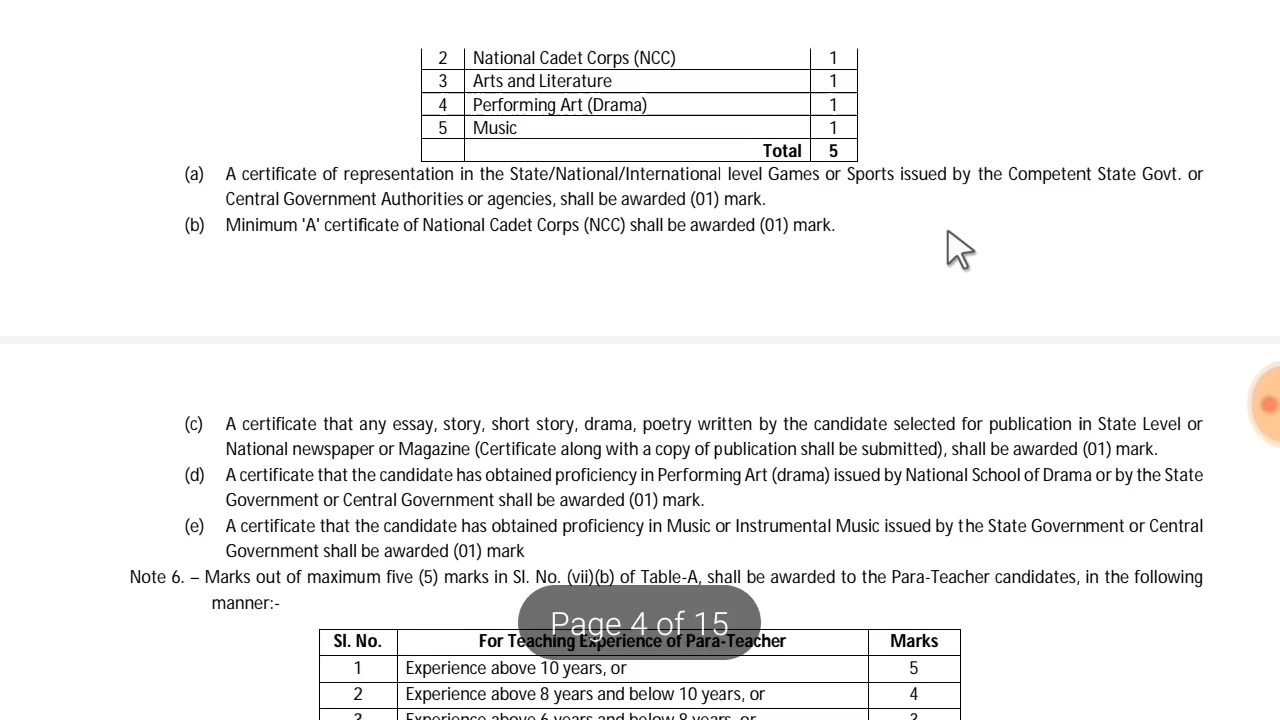 2 National Cadet Corps (NCC) 1
3 Arts and Literature 1
4 Performing Art (Drama) 1
5 Music 1
Total 5
(a) A certificate of representation in the State/National/International level Games or Sports issued by the Competent State Govt. or
Central Government Authorities or agencies, shall be awarded (01) mark.
(b) Minimum 'A' certificate of National Cadet Corps (NCC) shall be awarded (01) mark.
(c) A certificate that any essay, story, short story, drama, poetry written by the candidate selected for publication in State Level or
National newspaper or Magazine (Certificate along with a copy of publication shall be submitted), shall be awarded (01) mark.
(d) A certificate that the candidate has obtained proficiency in Performing Art (drama) issued by National School of Drama or by the State
Government or Central Government shall be awarded (01) mark.
(e) A certificate that the candidate has obtained proficiency in Music or Instrumental Music issued by the State Government or Central
Government shall be awarded (01) mark
Note 6. – Marks out of maximum five (5) marks in Sl. No. (vii)(b) of Table-A, shall be awarded to the Para-Teacher candidates, in the following
manner:-
Page 4 of 15
Sl. No. For Teaching Experience of Para-Teacher Marks
1 Experience above 10 years, or 5
2 Experience above 8 years and below 10 years, or 4
3 Experience above 6 years and below 8 years, or 3